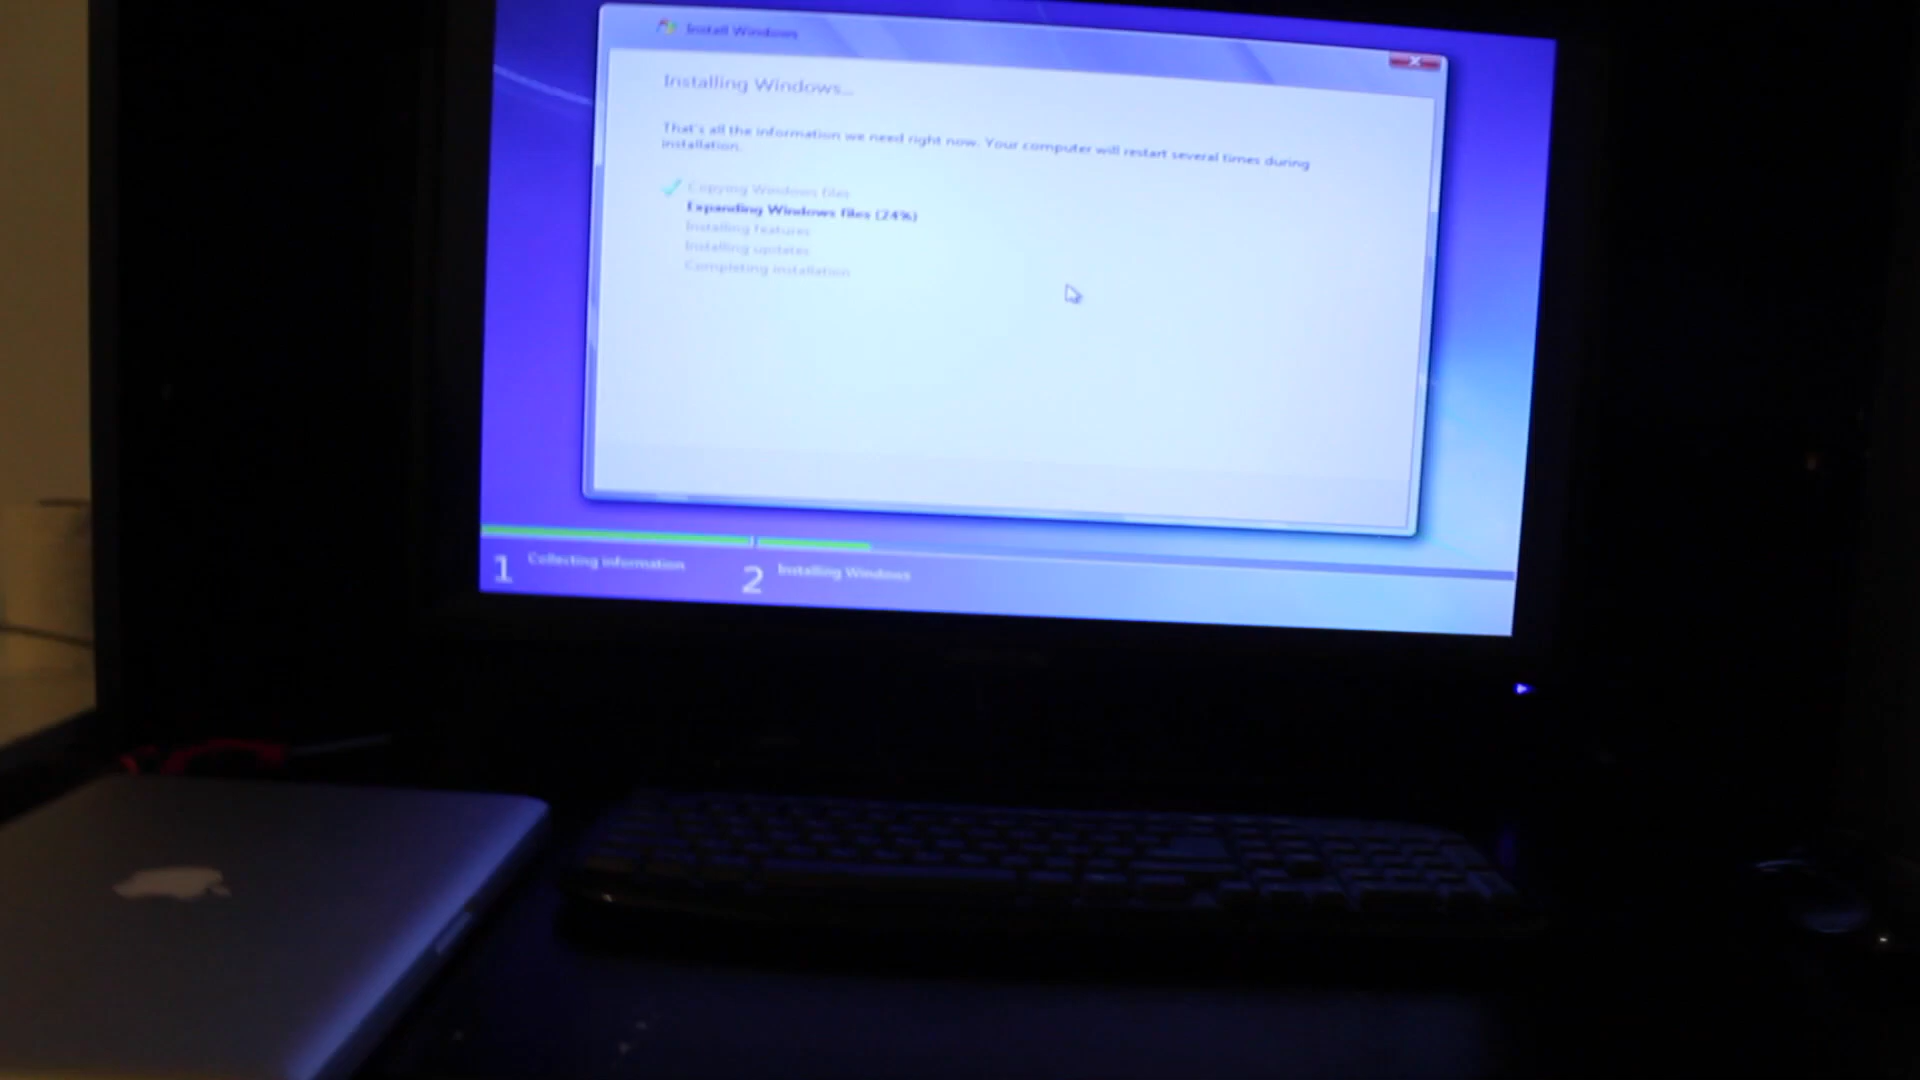 Install Windows
Installing Windows...
That's all the information we need right now. Your computer will restart several times during
installation.
Copying Windows files
Expanding Windows files (24%)
Installing features
Installing updates
Completing installation
1 Collecting information
2 Installing Windows